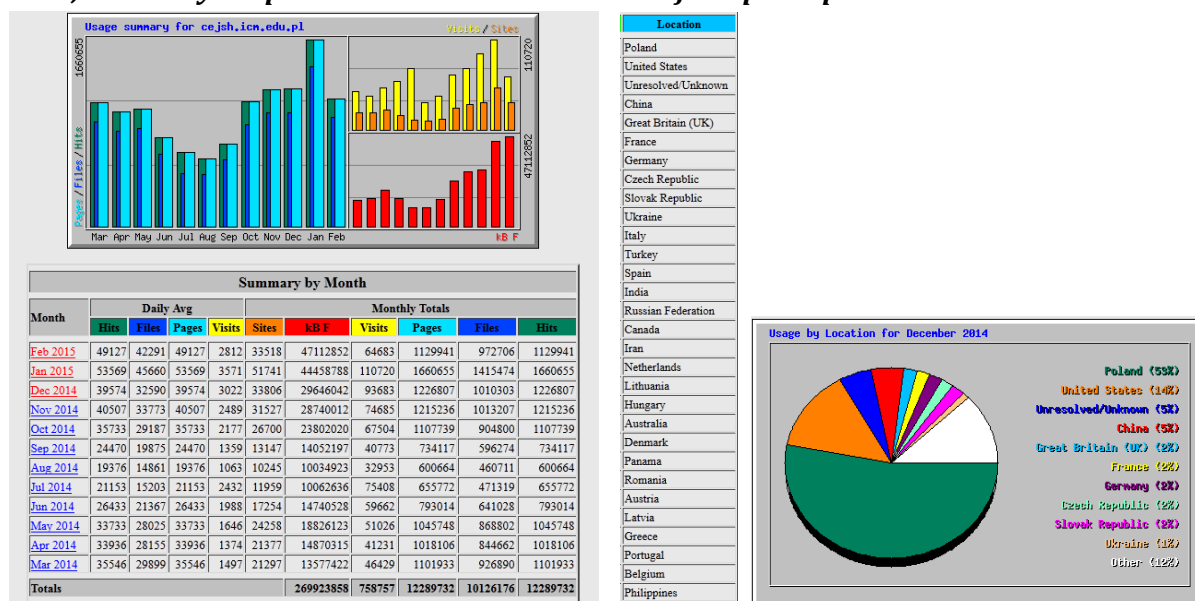 Usage summary for cejsh.icm.edu.pl
Visits / Sites
1660655
110720
Pages / Files / Hits
47112852
Mar Apr May Jun Jul Aug Sep Oct Nov Dec Jan Feb
kB F
Summary by Month
Month Daily Avg Monthly Totals
Hits Files Pages Visits Sites kB F Visits Pages Files Hits
Feb 2015 49127 42291 49127 2812 33518 47112852 64683 1129941 972706 1129941
Jan 2015 53569 45660 53569 3571 51741 44458788 110720 1660655 1415474 1660655
Dec 2014 39574 32590 39574 3022 33806 29646042 93683 1226807 1010303 1226807
Nov 2014 40507 33773 40507 2489 31527 28740012 74685 1215236 1013207 1215236
Oct 2014 35733 29187 35733 2177 26700 23802020 67504 1107739 904800 1107739
Sep 2014 24470 19875 24470 1359 13147 14052197 40773 734117 596274 734117
Aug 2014 19376 14861 19376 1063 10245 10034923 32953 600664 460711 600664
Jul 2014 21153 15203 21153 2432 11959 10062636 75408 655772 471319 655772
Jun 2014 26433 21367 26433 1988 17254 14740528 59662 793014 641028 793014
May 2014 33733 28025 33733 1646 24258 18826123 51026 1045748 868802 1045748
Apr 2014 33936 28155 33936 1374 21377 14870315 41231 1018106 844662 1018106
Mar 2014 35546 29899 35546 1497 21297 13577422 46429 1101933 926890 1101933
Totals 269923858 758757 12289732 10126176 12289732
Location
Poland
United States
Unresolved/Unknown
China
Great Britain (UK)
France
Germany
Czech Republic
Slovak Republic
Ukraine
Italy
Turkey
Spain
India
Russian Federation
Canada
Iran
Netherlands
Lithuania
Hungary
Australia
Denmark
Panama
Romania
Austria
Latvia
Greece
Portugal
Belgium
Philippines
Usage by Location for December 2014
Poland (53%)
United States (14%)
Unresolved/Unknown (5%)
China (5%)
Great Britain (UK) (2%)
France (2%)
Germany (2%)
Czech Republic (2%)
Slovak Republic (2%)
Ukraine (1%)
Other (12%)